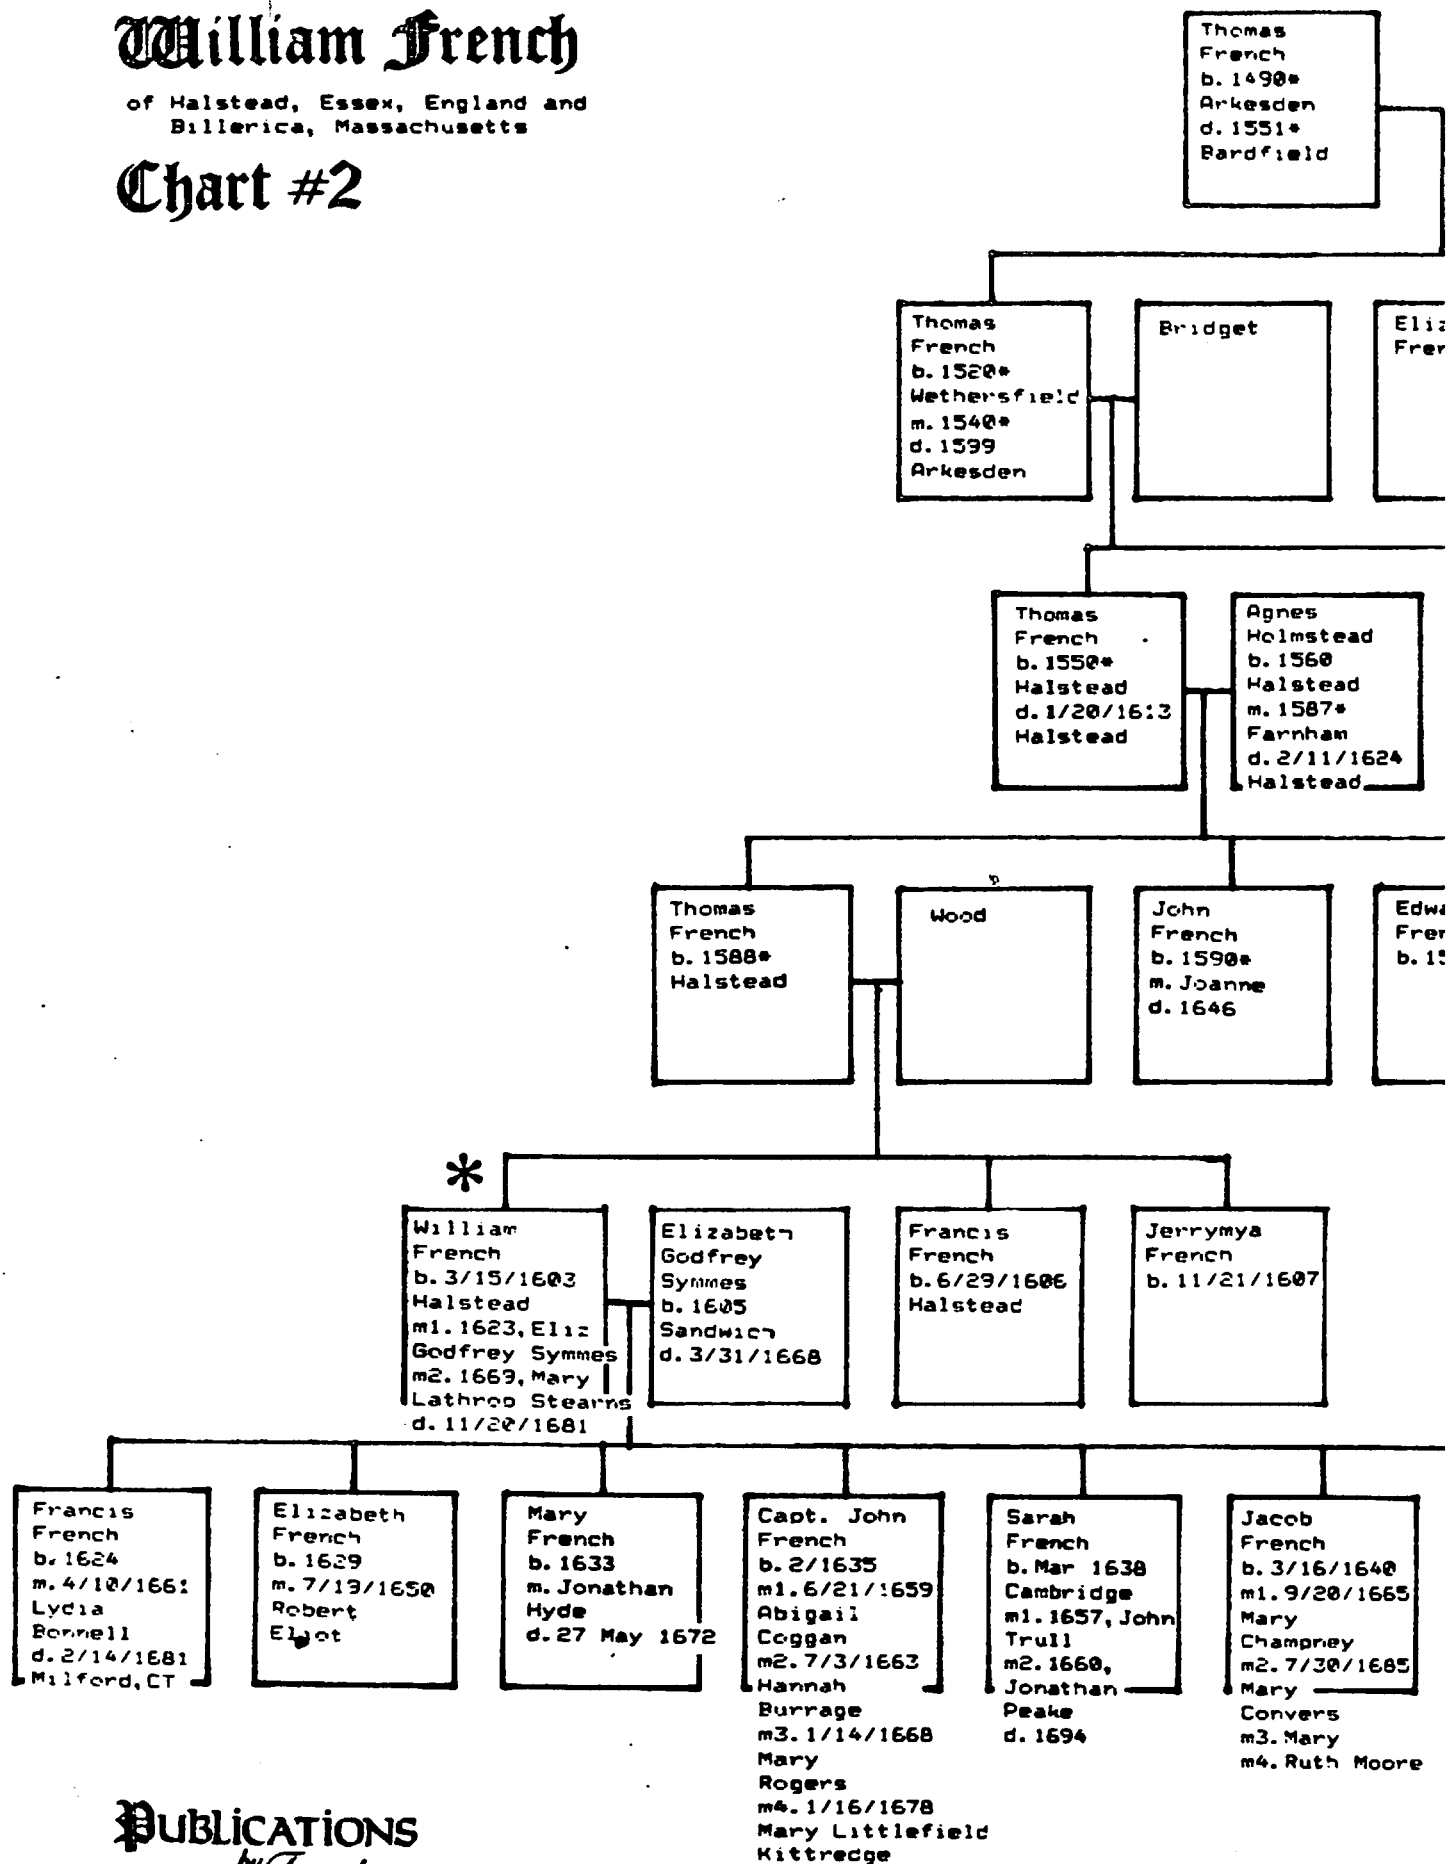 William French
of Halstead, Essex, England and
Billerica, Massachusetts
Chart #2
Thomas
French
b. 1490*
Arkesden
d. 1551*
Bardfield
Thomas
French
b. 1520*
Wethersfield
m. 1540*
d. 1599
Arkesden
Bridget
Eliz
Fren
Thomas
French
b. 1550*
Halstead
d. 1/20/1613
Halstead
Agnes
Holmstead
b. 1560
Halstead
m. 1587*
Farnham
d. 2/11/1624
Halstead
Thomas
French
b. 1588*
Halstead
Wood
John
French
b. 1590*
m. Joanne
d. 1646
Edwa
Fren
b. 15
*
William
French
b. 3/15/1603
Halstead
m1. 1623, Eliz
Godfrey Symmes
m2. 1669, Mary
Lathrop Stearns
d. 11/20/1681
Elizabeth
Godfrey
Symmes
b. 1605
Sandwich
d. 3/31/1668
Francis
French
b. 6/29/1606
Halstead
Jerrymya
French
b. 11/21/1607
Francis
French
b. 1624
m. 4/10/1661
Lydia
Bonnell
d. 2/14/1681
Milford, CT
Elizabeth
French
b. 1629
m. 7/19/1650
Robert
Eliot
Mary
French
b. 1633
m. Jonathan
Hyde
d. 27 May 1672
Capt. John
French
b. 2/1635
m1. 6/21/1659
Abigail
Coggan
m2. 7/3/1663
Hannah
Burrage
m3. 1/14/1668
Mary
Rogers
m4. 1/16/1678
Mary Littlefield
Kittredge
Sarah
French
b. Mar 1638
Cambridge
m1. 1657, John
Trull
m2. 1660,
Jonathan
Peake
d. 1694
Jacob
French
b. 3/16/1640
m1. 9/20/1665
Mary
Champney
m2. 7/30/1685
Mary
Convers
m3. Mary
m4. Ruth Moore
PUBLICATIONS
by